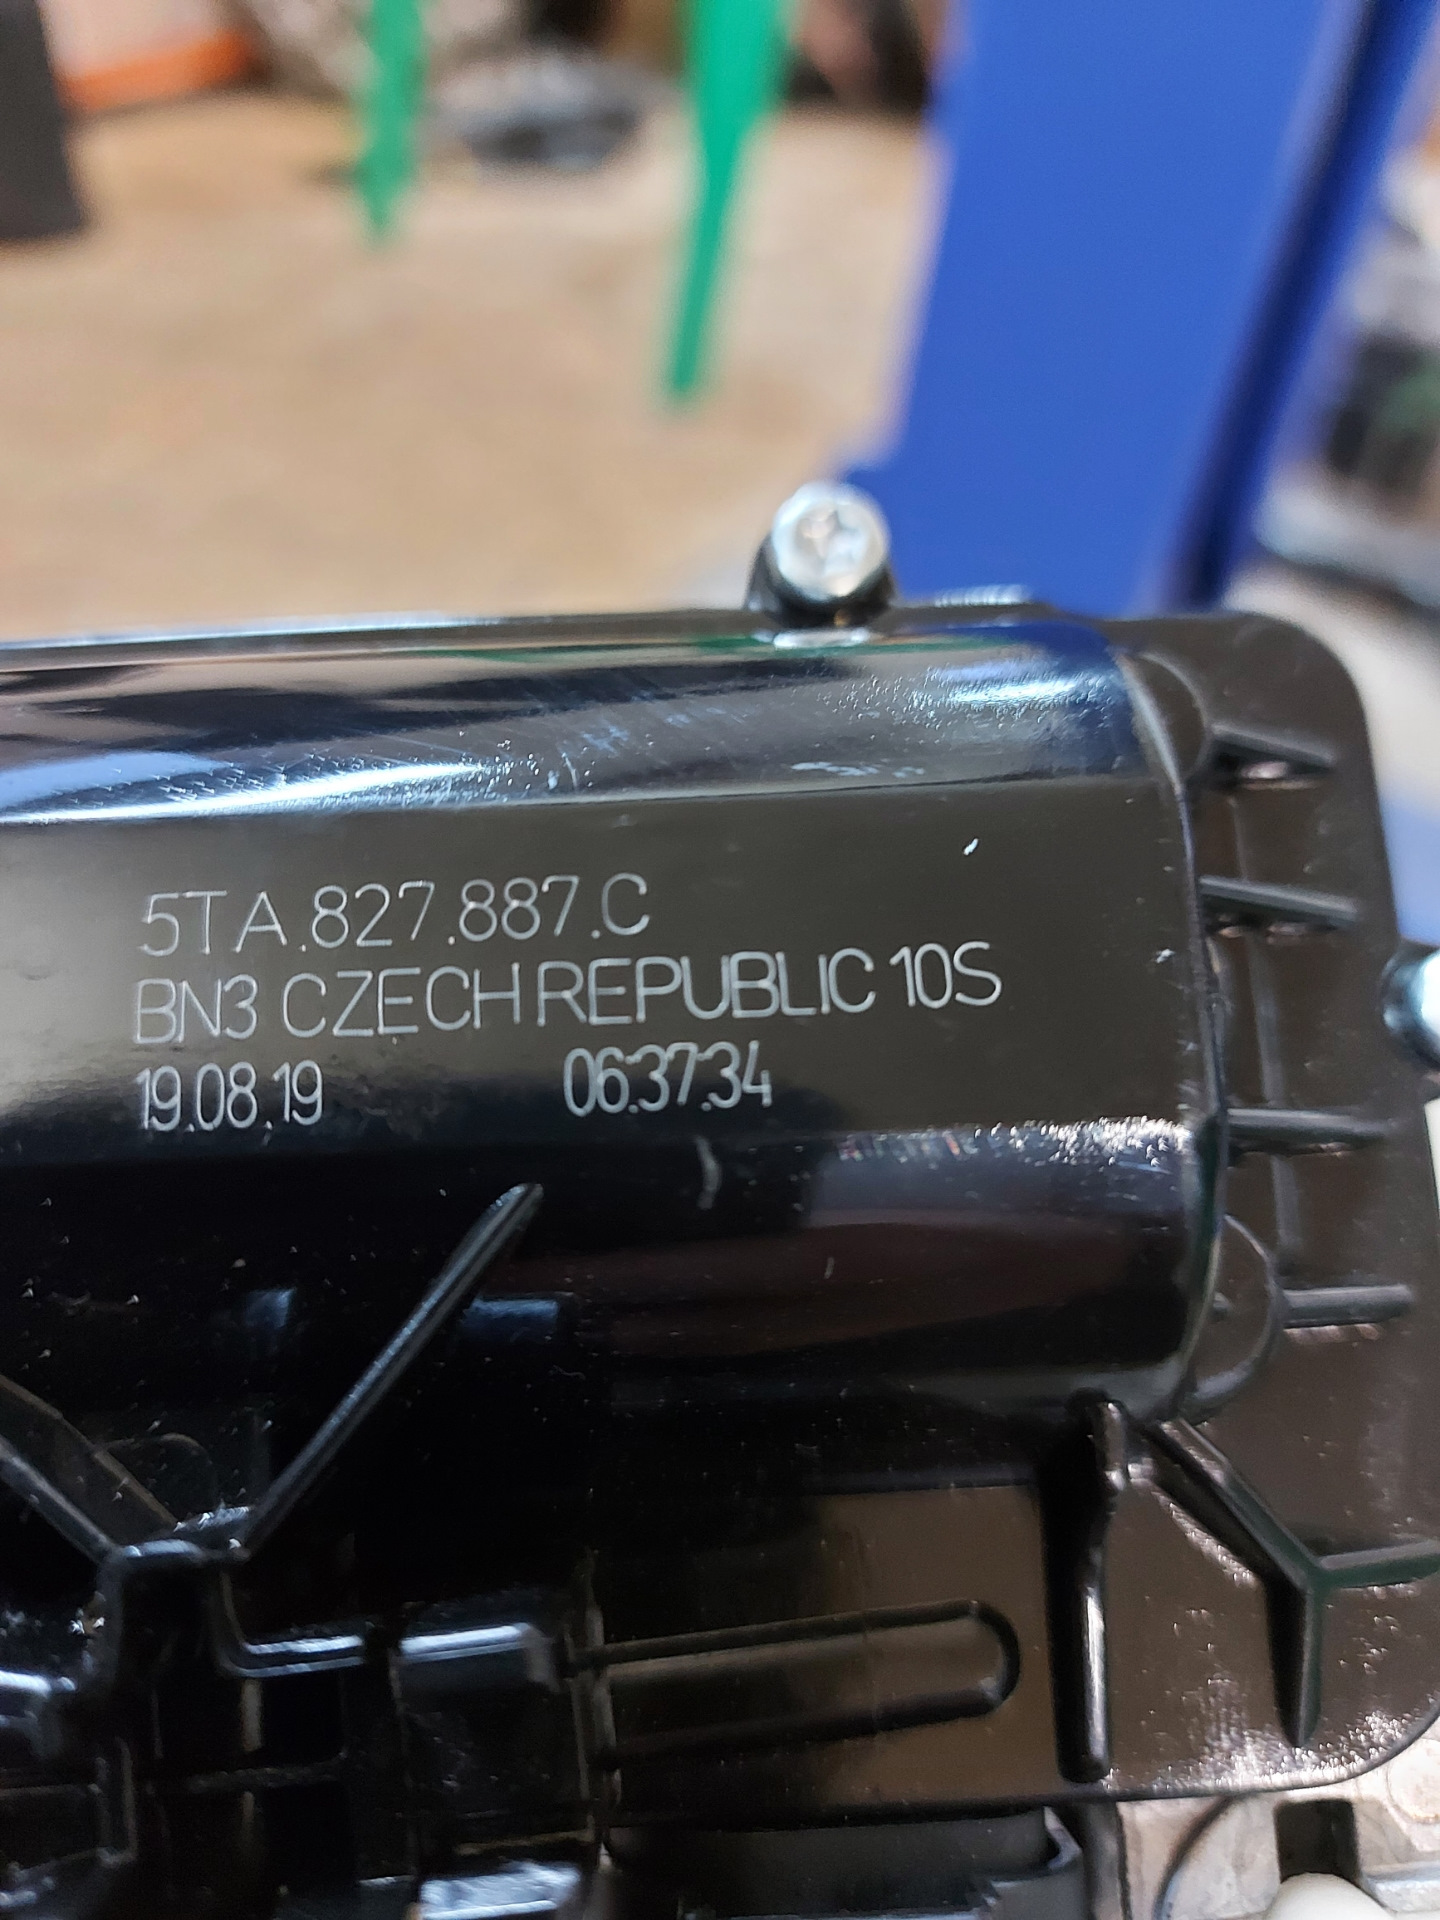 5TA.827.887.C
BN3 CZECH REPUBLIC 10S
19.08.19 06:37:34